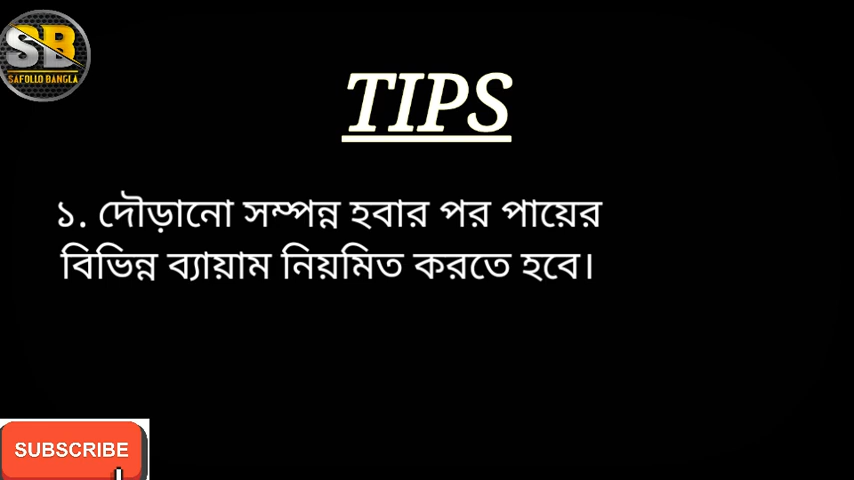 SB
SAFOLLO BANGLA
TIPS
১. দৌড়ানো সম্পন্ন হবার পর পায়ের
বিভিন্ন ব্যায়াম নিয়মিত করতে হবে।
SUBSCRIBE